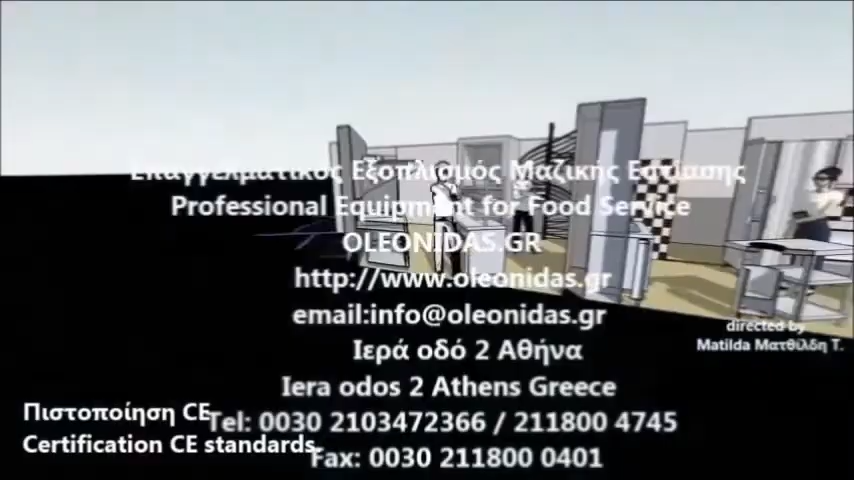 Επαγγελματικός Εξοπλισμός Μαζικής Εστίασης
Professional Equipment for Food Service
OLEONIDAS.GR
http://www.oleonidas.gr
email:info@oleonidas.gr
Ιερά οδό 2 Αθήνα
Iera odos 2 Athens Greece
Tel: 0030 2103472366 / 211800 4745
Fax: 0030 211800 0401
directed by
Matilda Ματθίλδη Τ.
Πιστοποίηση CE
Certification CE standards.